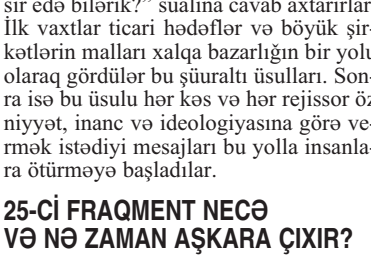 sir edə bilərik?” sualına cavab axtarırlar.
İlk vaxtlar ticari hədəflər və böyük şir-
kətlərin malları xalqa bazarlığın bir yolu
olaraq gördülər bu şüuraltı üsulları. Son-
ra isə bu üsulu hər kəs və hər rejissor öz
niyyət, inanc və ideologiyasına görə ve-
rmək istədiyi mesajları bu yolla insanla-
ra ötürməyə başladılar.
25-Cİ FRAQMENT NECƏ
VƏ NƏ ZAMAN AŞKARA ÇIXIR?